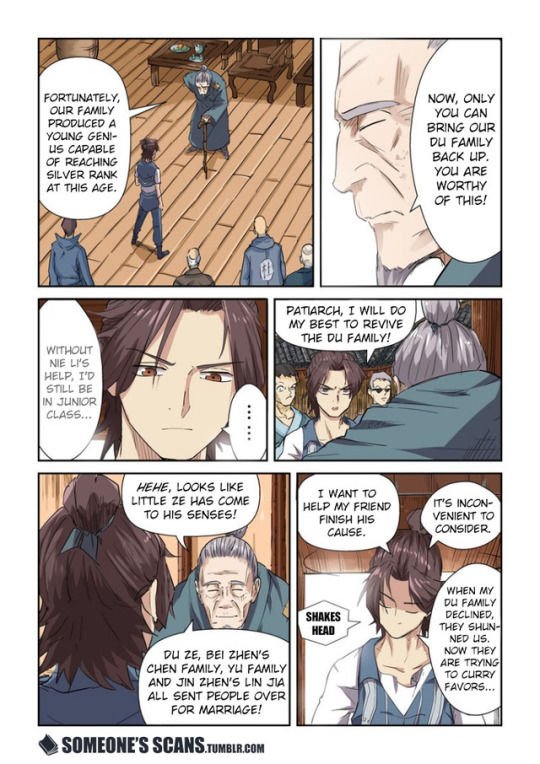 FORTUNATELY,
OUR FAMILY
PRODUCED A
YOUNG GENI-
US CAPABLE
OF REACHING
SILVER RANK
AT THIS AGE.
NOW, ONLY
YOU CAN
BRING OUR
DU FAMILY
BACK UP.
YOU ARE
WORTHY
OF THIS!
WITHOUT
NIE LI'S
HELP, I'D
STILL BE
IN JUNIOR
CLASS...
.....
PATIARCH, I WILL DO
MY BEST TO REVIVE
THE DU FAMILY!
HEHE, LOOKS LIKE
LITTLE ZE HAS COME
TO HIS SENSES!
DU ZE, BEI ZHEN'S
CHEN FAMILY, YU FAMILY
AND JIN ZHEN'S LIN JIA
ALL SENT PEOPLE OVER
FOR MARRIAGE!
I WANT TO
HELP MY FRIEND
FINISH HIS
CAUSE.
IT'S INCON-
VENIENT TO
CONSIDER.
SHAKES
HEAD
WHEN MY
DU FAMILY
DECLINED,
THEY SHUN-
NED US.
NOW THEY
ARE TRYING
TO CURRY
FAVORS...
SOMEONE'S SCANS.TUMBLR.COM